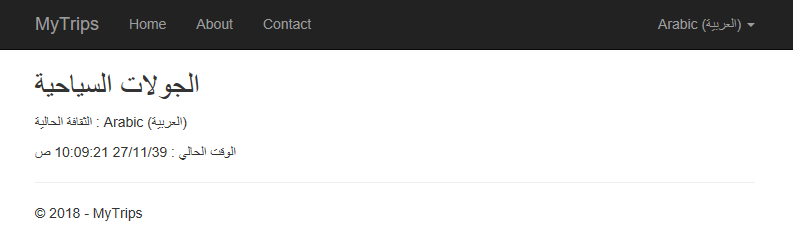 MyTrips Home About Contact Arabic (العربية)
الجولات السياحية
الثقافة الحالية : Arabic (العربية)
الوقت الحالي : 27/11/39 10:09:21 ص
© 2018 - MyTrips